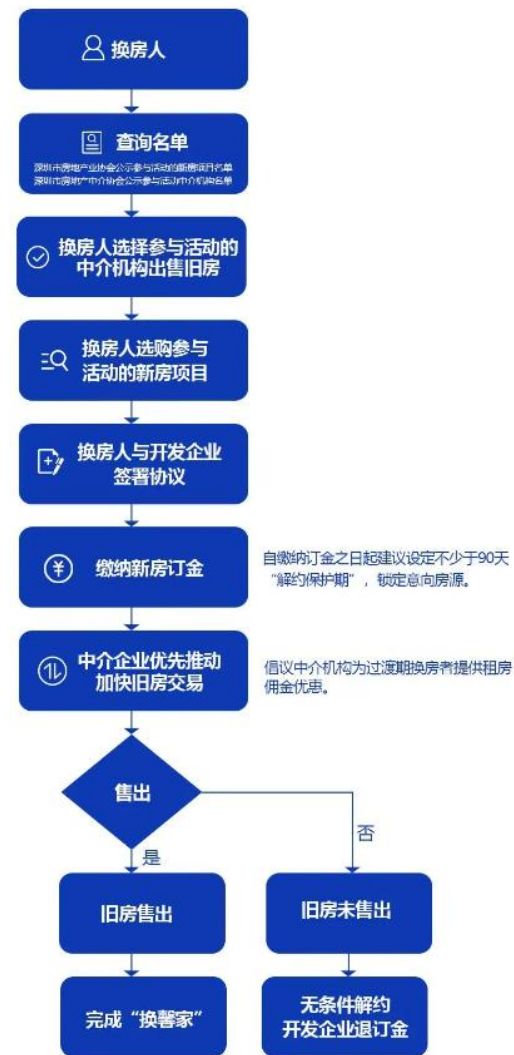 换房人
查询名单
深圳市房地产业协会公示参与活动的新房项目名单
深圳市房地产中介协会公示参与活动中介机构名单
换房人选择参与活动的
中介机构出售旧房
换房人选购参与
活动的新房项目
换房人与开发企业
签署协议
缴纳新房订金
自缴纳订金之日起建议设定不少于90天
“解约保护期”，锁定意向房源。
中介企业优先推动
加快旧房交易
倡议中介机构为过渡期换房者提供租房
佣金优惠。
售出
是
否
旧房售出
旧房未售出
完成“换馨家”
无条件解约
开发企业退订金